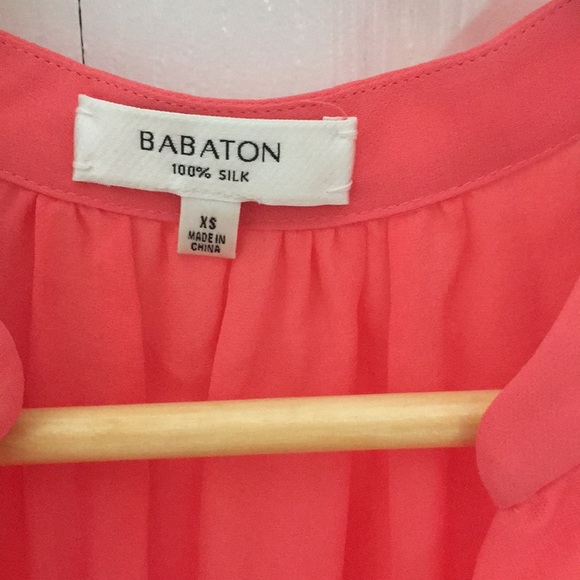 BABATON
100% SILK
XS
MADE IN
CHINA